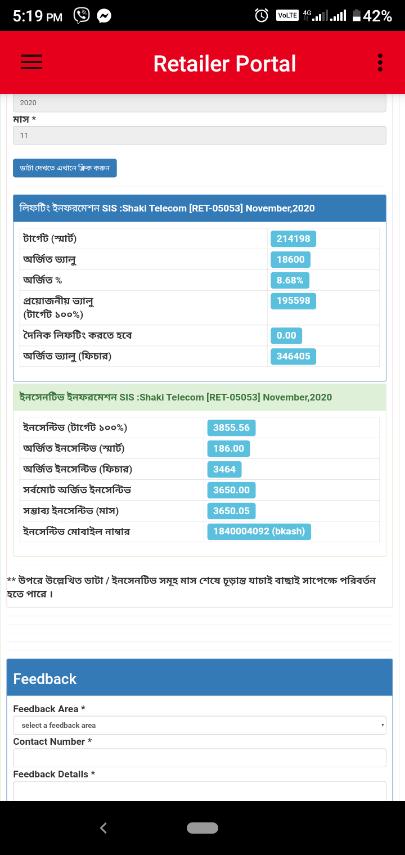 5:19 PM VoLTE 4G 42%
Retailer Portal
2020
মাস *
11
ডাটা দেখতে এখানে ক্লিক করুন
লিফটিং ইনফরমেশন SIS :Shaki Telecom [RET-05053] November,2020
টার্গেট (স্মার্ট) 214198
অর্জিত ভ্যালু 18600
অর্জিত % 8.68%
প্রয়োজনীয় ভ্যালু 195598
(টার্গেট ১০০%)
দৈনিক লিফটিং করতে হবে 0.00
অর্জিত ভ্যালু (ফিচার) 346405
ইনসেনটিভ ইনফরমেশন SIS :Shaki Telecom [RET-05053] November,2020
ইনসেন্টিভ (টার্গেট ১০০%) 3855.56
অর্জিত ইনসেন্টিভ (স্মার্ট) 186.00
অর্জিত ইনসেন্টিভ (ফিচার) 3464
সর্বমোট অর্জিত ইনসেন্টিভ 3650.00
সম্ভাব্য ইনসেন্টিভ (মাস) 3650.05
ইনসেন্টিভ মোবাইল নাম্বার 1840004092 (bkash)
** উপরে উল্লেখিত ডাটা / ইনসেনটিভ সমূহ মাস শেষে চূড়ান্ত যাচাই বাছাই সাপেক্ষে পরিবর্তন
হতে পারে ।
Feedback
Feedback Area *
select a feedback area
Contact Number *
Feedback Details *